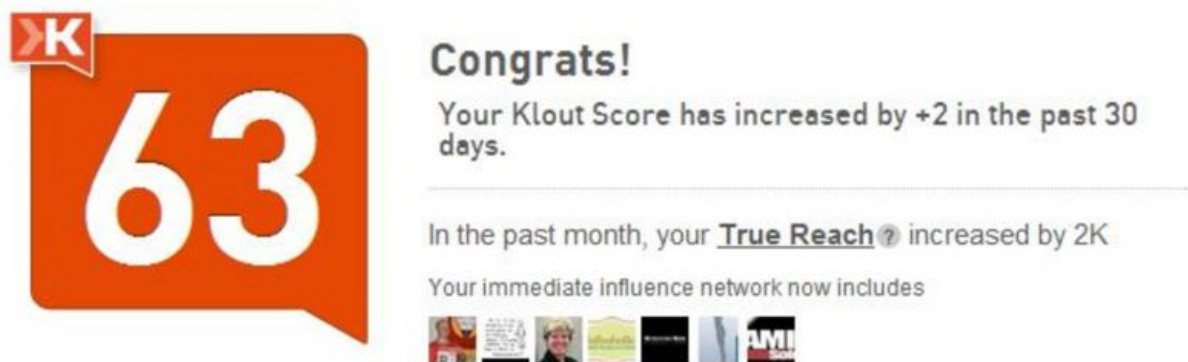 K
63
Congrats!
Your Klout Score has increased by +2 in the past 30
days.
In the past month, your True Reach ? increased by 2K
Your immediate influence network now includes
AMI